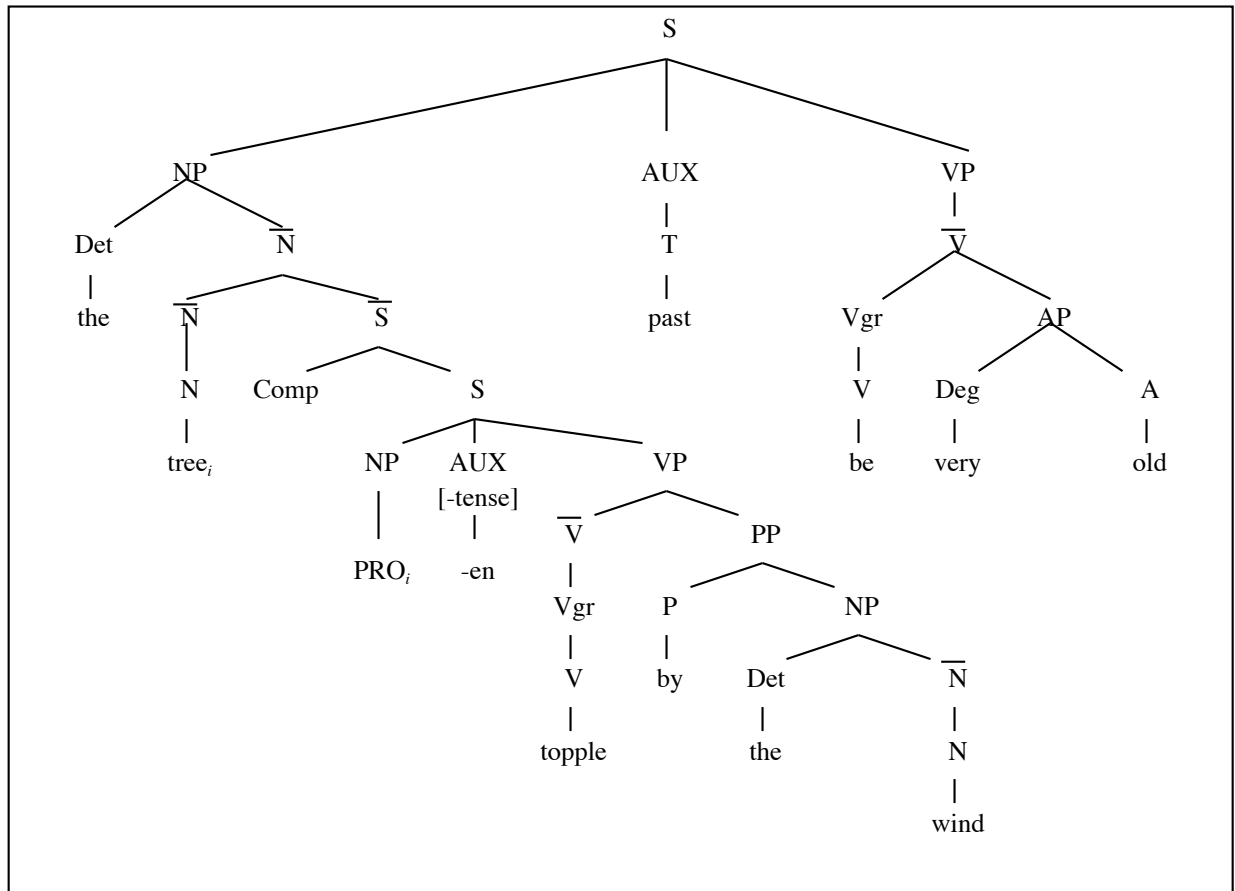 S
NP AUX VP
Det N̅ T V̅
the N̅ S̅ past Vgr AP
N Comp S V Deg A
treeᵢ NP AUX VP be very old
[-tense] V̅ PP
PROᵢ -en Vgr P NP
V by Det N̅
topple the N
wind